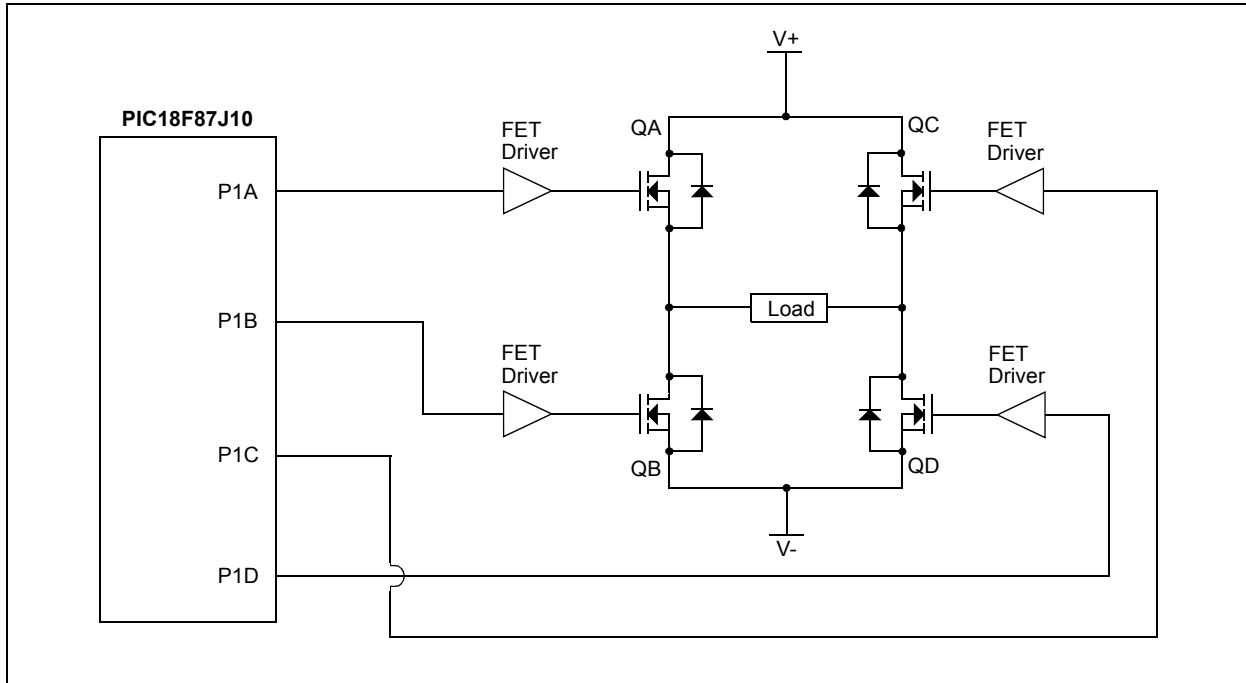 V+
PIC18F87J10
QA
FET
Driver
QC
FET
Driver
P1A
P1B
Load
FET
Driver
FET
Driver
P1C
QB
QD
V-
P1D